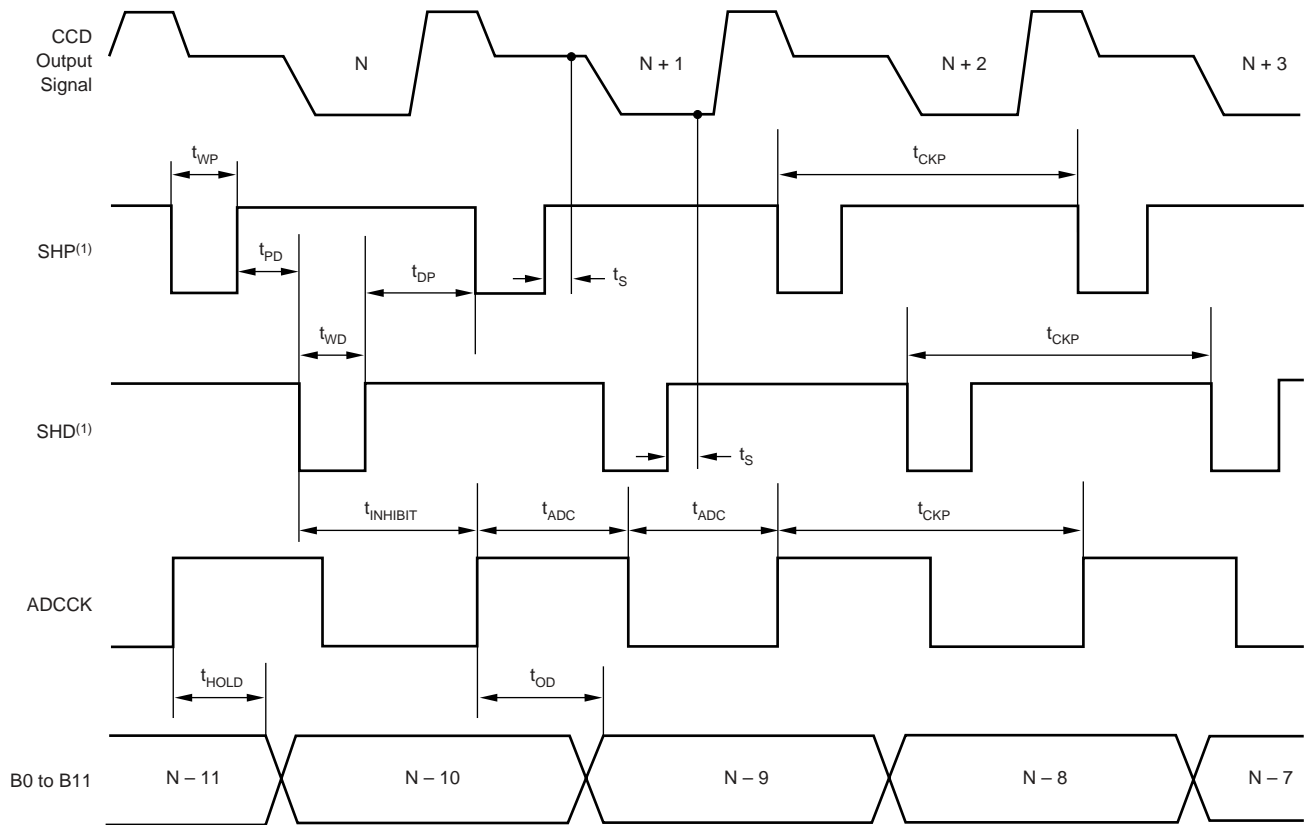 CCD
Output
Signal
N
N + 1
N + 2
N + 3
tWP
tCKP
SHP(1)
tPD
tDP
tS
tWD
tCKP
SHD(1)
tS
tINHIBIT
tADC
tADC
tCKP
ADCCK
tHOLD
tOD
B0 to B11
N – 11
N – 10
N – 9
N – 8
N – 7